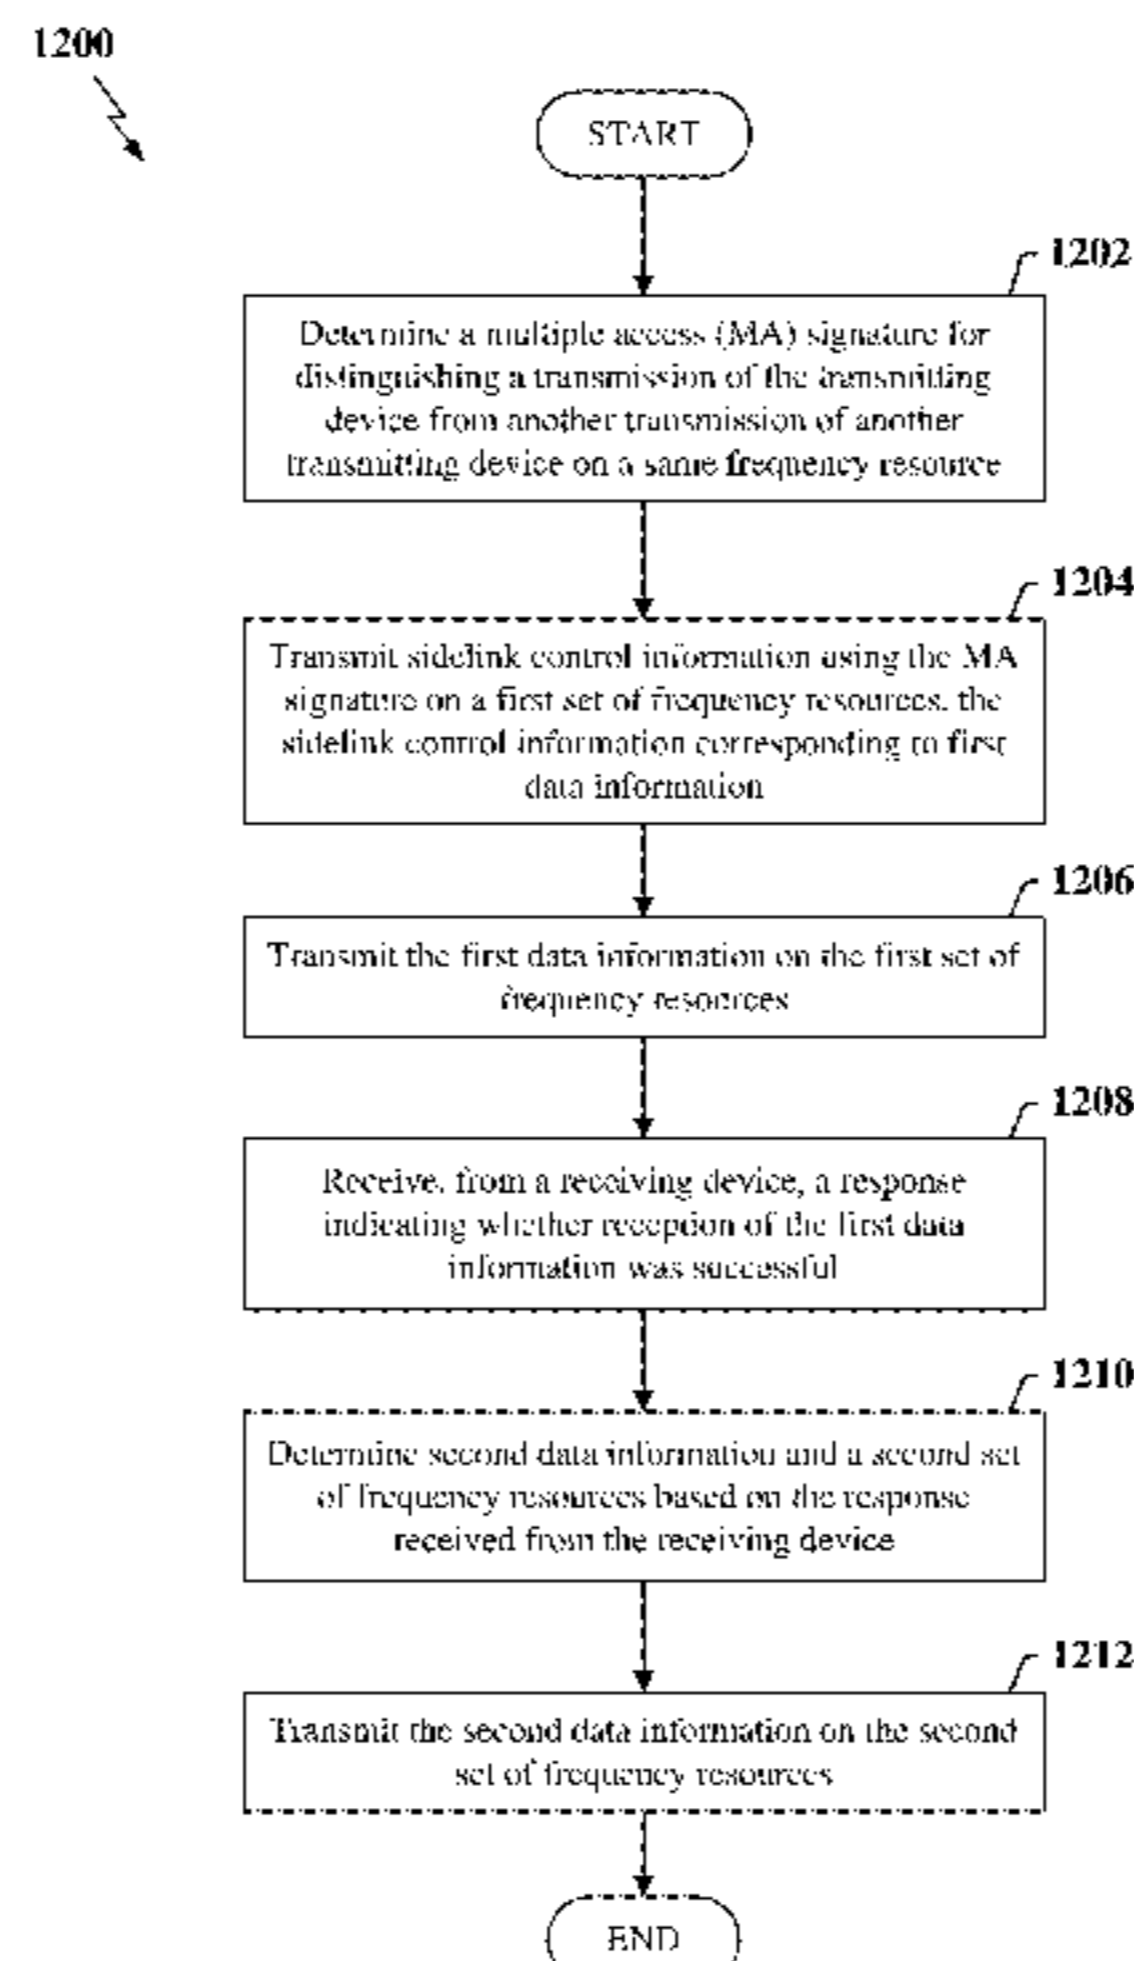 1200
START
1202
Determine a multiple access (MA) signature for
distinguishing a transmission of the transmitting
device from another transmission of another
transmitting device on a same frequency resource
1204
Transmit sidelink control information using the MA
signature on a first set of frequency resources, the
sidelink control information corresponding to first
data information
1206
Transmit the first data information on the first set of
frequency resources
1208
Receive, from a receiving device, a response
indicating whether reception of the first data
information was successful
1210
Determine second data information and a second set
of frequency resources based on the response
received from the receiving device
1212
Transmit the second data information on the second
set of frequency resources
END